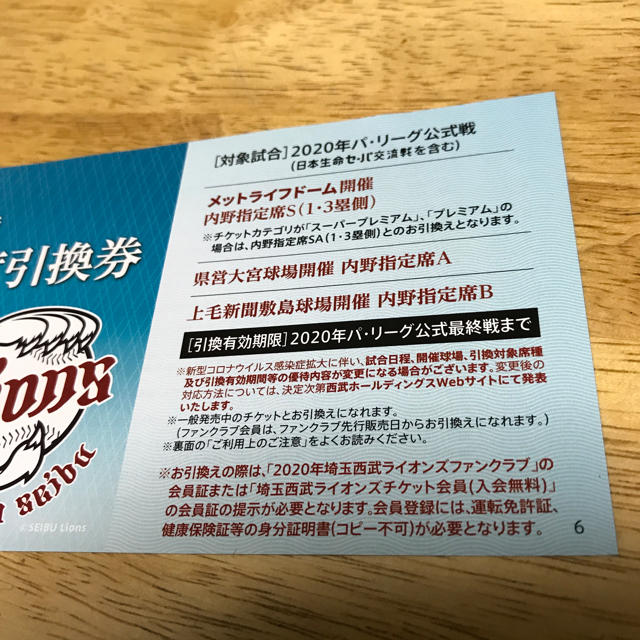 引換券
ions
seibu
© SEIBU Lions
[対象試合]2020年パ・リーグ公式戦
(日本生命セ・パ交流戦を含む)
メットライフドーム開催
内野指定席S(1・3塁側)
※チケットカテゴリが「スーパープレミアム」、「プレミアム」の
場合は、内野指定席SA(1・3塁側)とのお引換えとなります。
県営大宮球場開催 内野指定席A
上毛新聞敷島球場開催 内野指定席B
[引換有効期限]2020年パ・リーグ公式最終戦まで
※新型コロナウイルス感染症拡大に伴い、試合日程、開催球場、引換対象席種
及び引換有効期間等の優待内容が変更になる場合がございます。変更後の
対応方法については、決定次第西武ホールディングスWebサイトにて発表
いたします。
※一般発売中のチケットとお引換えになれます。
(ファンクラブ会員は、ファンクラブ先行販売日からお引換えになれます。)
※裏面の「ご利用上のご注意」をよくお読みください。
※お引換えの際は、「2020年埼玉西武ライオンズファンクラブ」の
会員証または「埼玉西武ライオンズチケット会員(入会無料)」
の会員証の提示が必要となります。会員登録には、運転免許証、
健康保険証等の身分証明書(コピー不可)が必要となります。
6